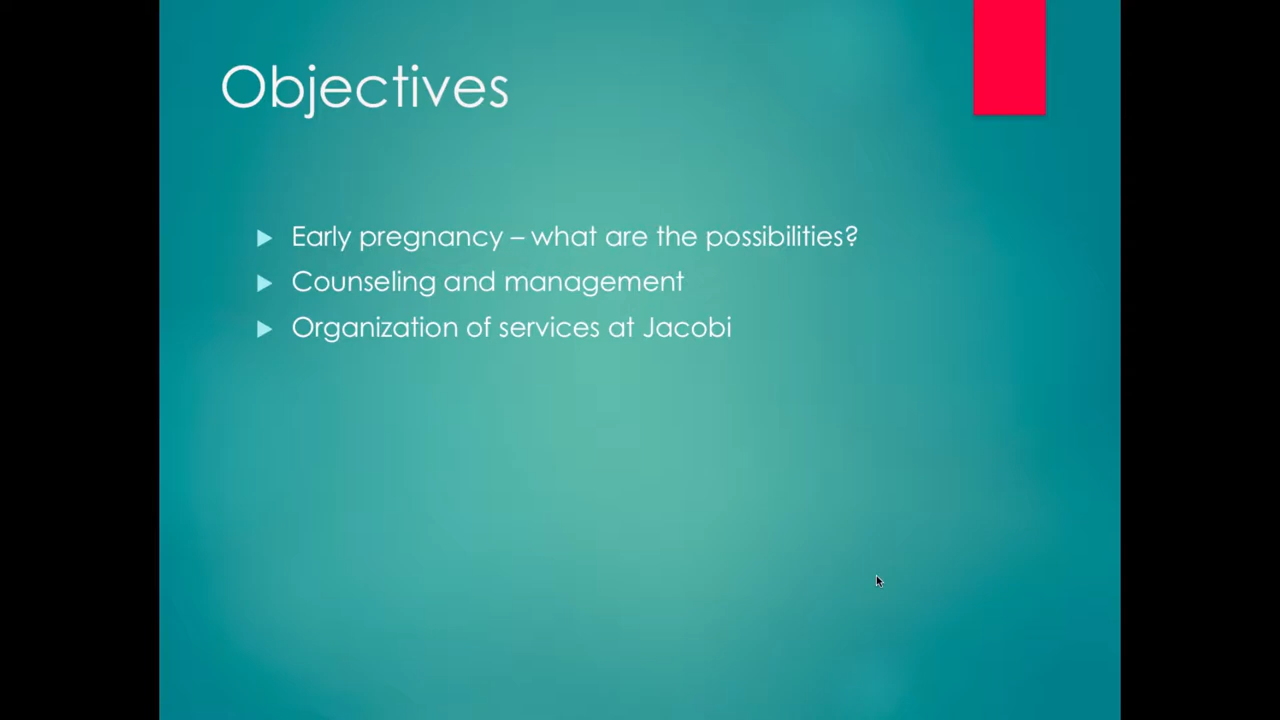 Objectives
Early pregnancy – what are the possibilities?
Counseling and management
Organization of services at Jacobi